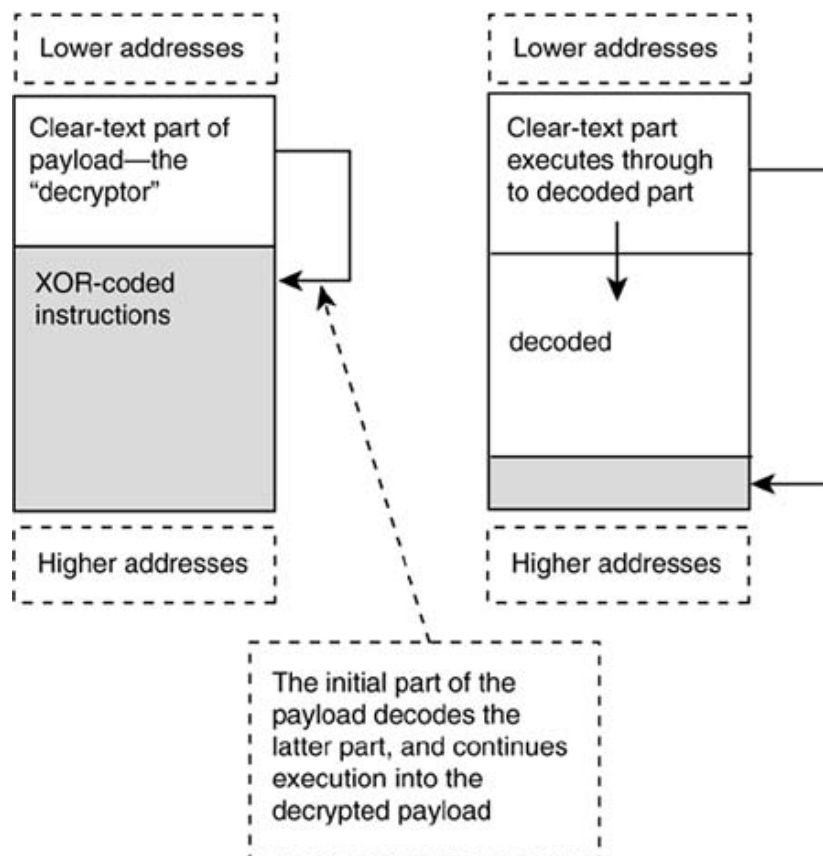 Lower addresses
Clear-text part of
payload—the
“decryptor”
XOR-coded
instructions
Higher addresses
Lower addresses
Clear-text part
executes through
to decoded part
decoded
Higher addresses
The initial part of the
payload decodes the
latter part, and continues
execution into the
decrypted payload